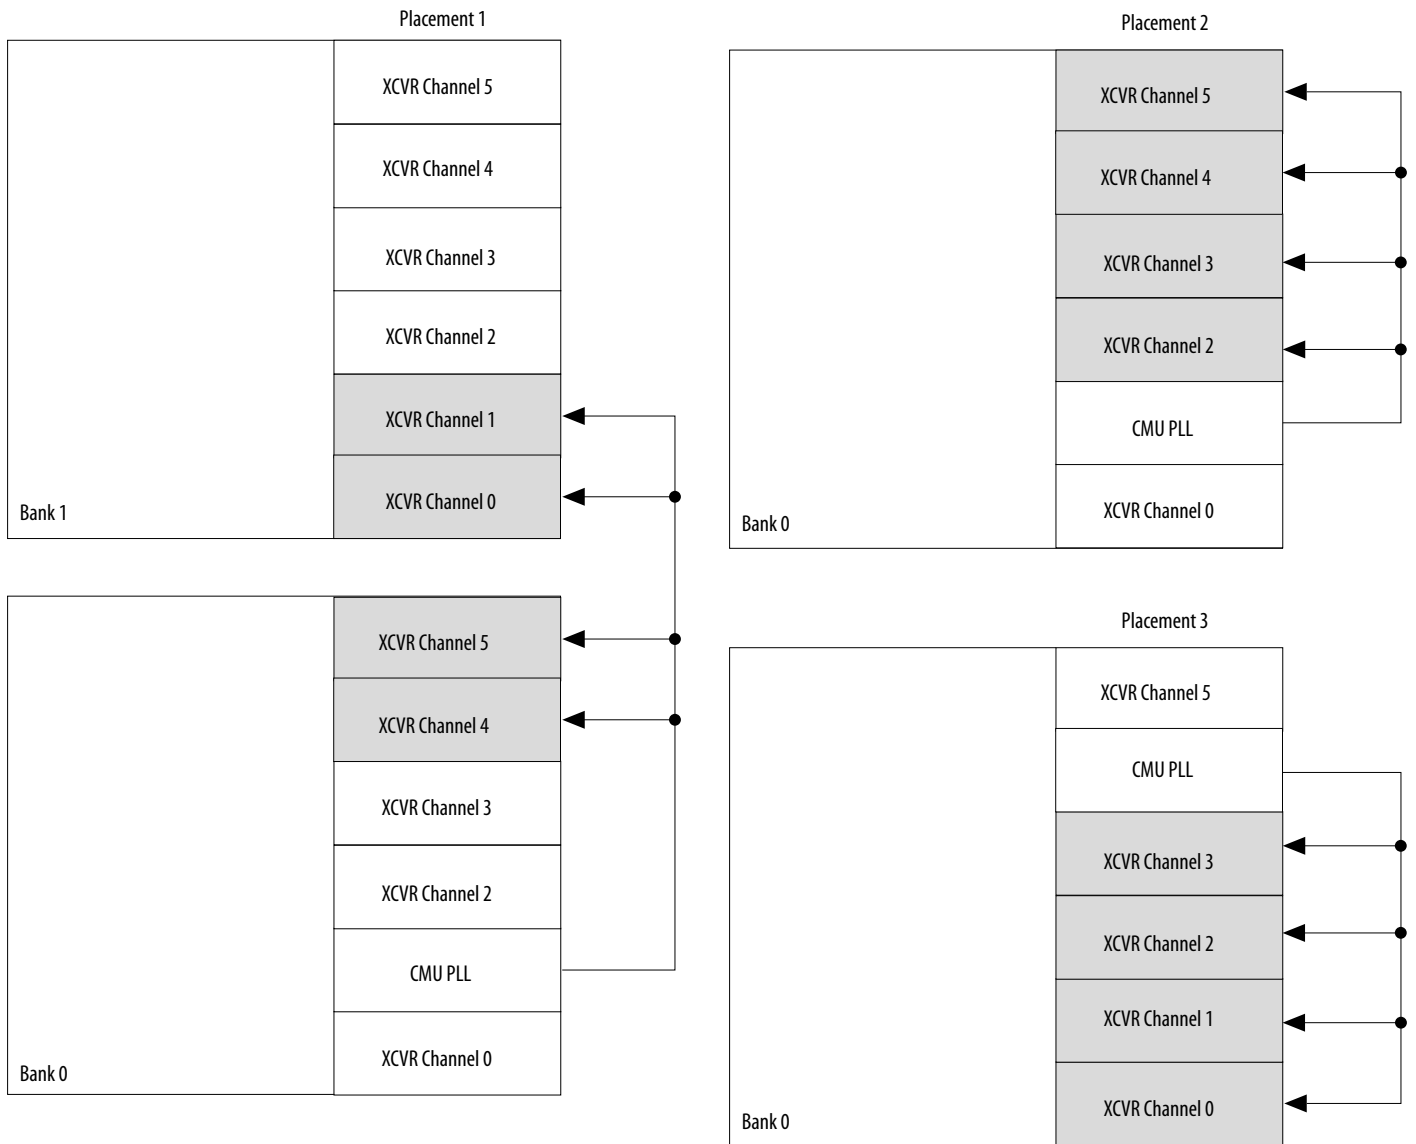 Placement 1
XCVR Channel 5
XCVR Channel 4
XCVR Channel 3
XCVR Channel 2
XCVR Channel 1
XCVR Channel 0
Bank 1
XCVR Channel 5
XCVR Channel 4
XCVR Channel 3
XCVR Channel 2
CMU PLL
XCVR Channel 0
Bank 0
Placement 2
XCVR Channel 5
XCVR Channel 4
XCVR Channel 3
XCVR Channel 2
CMU PLL
XCVR Channel 0
Bank 0
Placement 3
XCVR Channel 5
CMU PLL
XCVR Channel 3
XCVR Channel 2
XCVR Channel 1
XCVR Channel 0
Bank 0